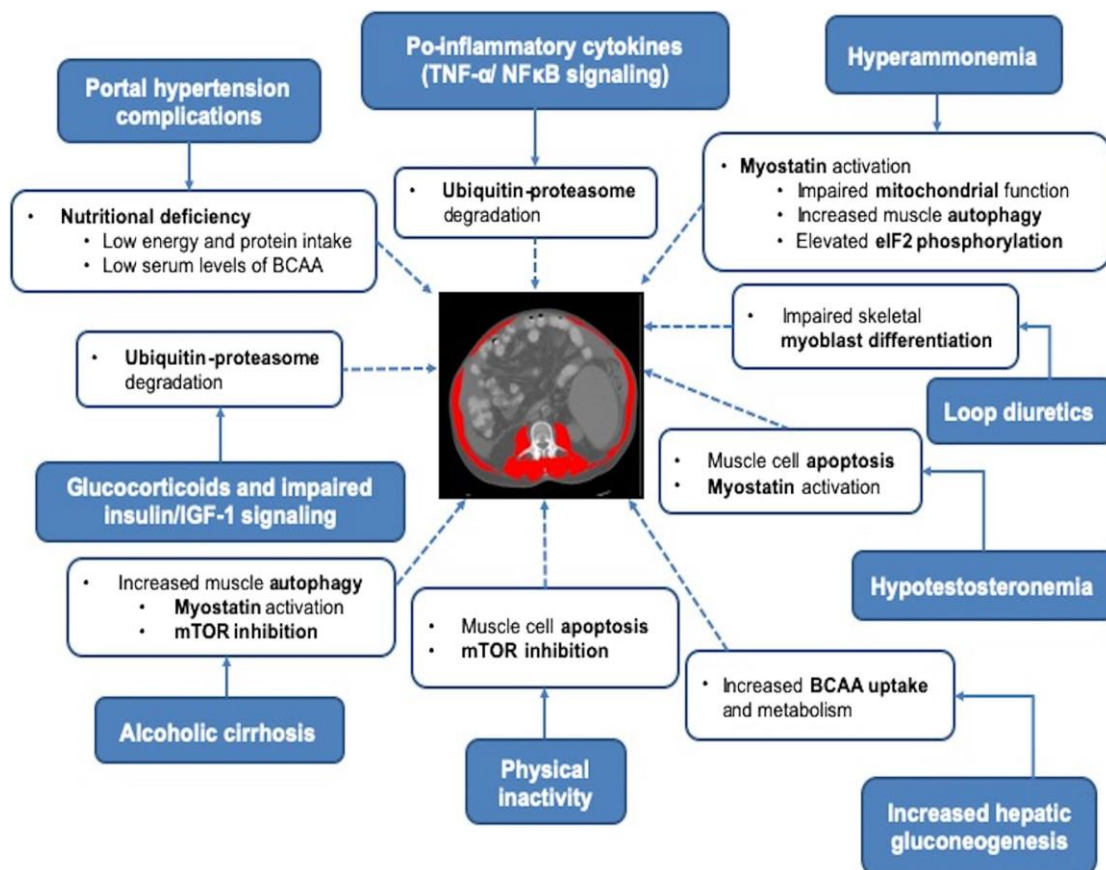 Po-inflammatory cytokines
(TNF-α/ NFκB signaling)
Hyperammonemia
Portal hypertension
complications
• Myostatin activation
• Impaired mitochondrial function
• Increased muscle autophagy
• Elevated eIF2 phosphorylation
• Ubiquitin-proteasome
degradation
• Nutritional deficiency
• Low energy and protein intake
• Low serum levels of BCAA
• Impaired skeletal
myoblast differentiation
• Ubiquitin-proteasome
degradation
Loop diuretics
• Muscle cell apoptosis
• Myostatin activation
Glucocorticoids and impaired
insulin/IGF-1 signaling
Hypotestosteronemia
• Increased muscle autophagy
• Myostatin activation
• mTOR inhibition
• Muscle cell apoptosis
• mTOR inhibition
• Increased BCAA uptake
and metabolism
Alcoholic cirrhosis
Physical
inactivity
Increased hepatic
gluconeogenesis